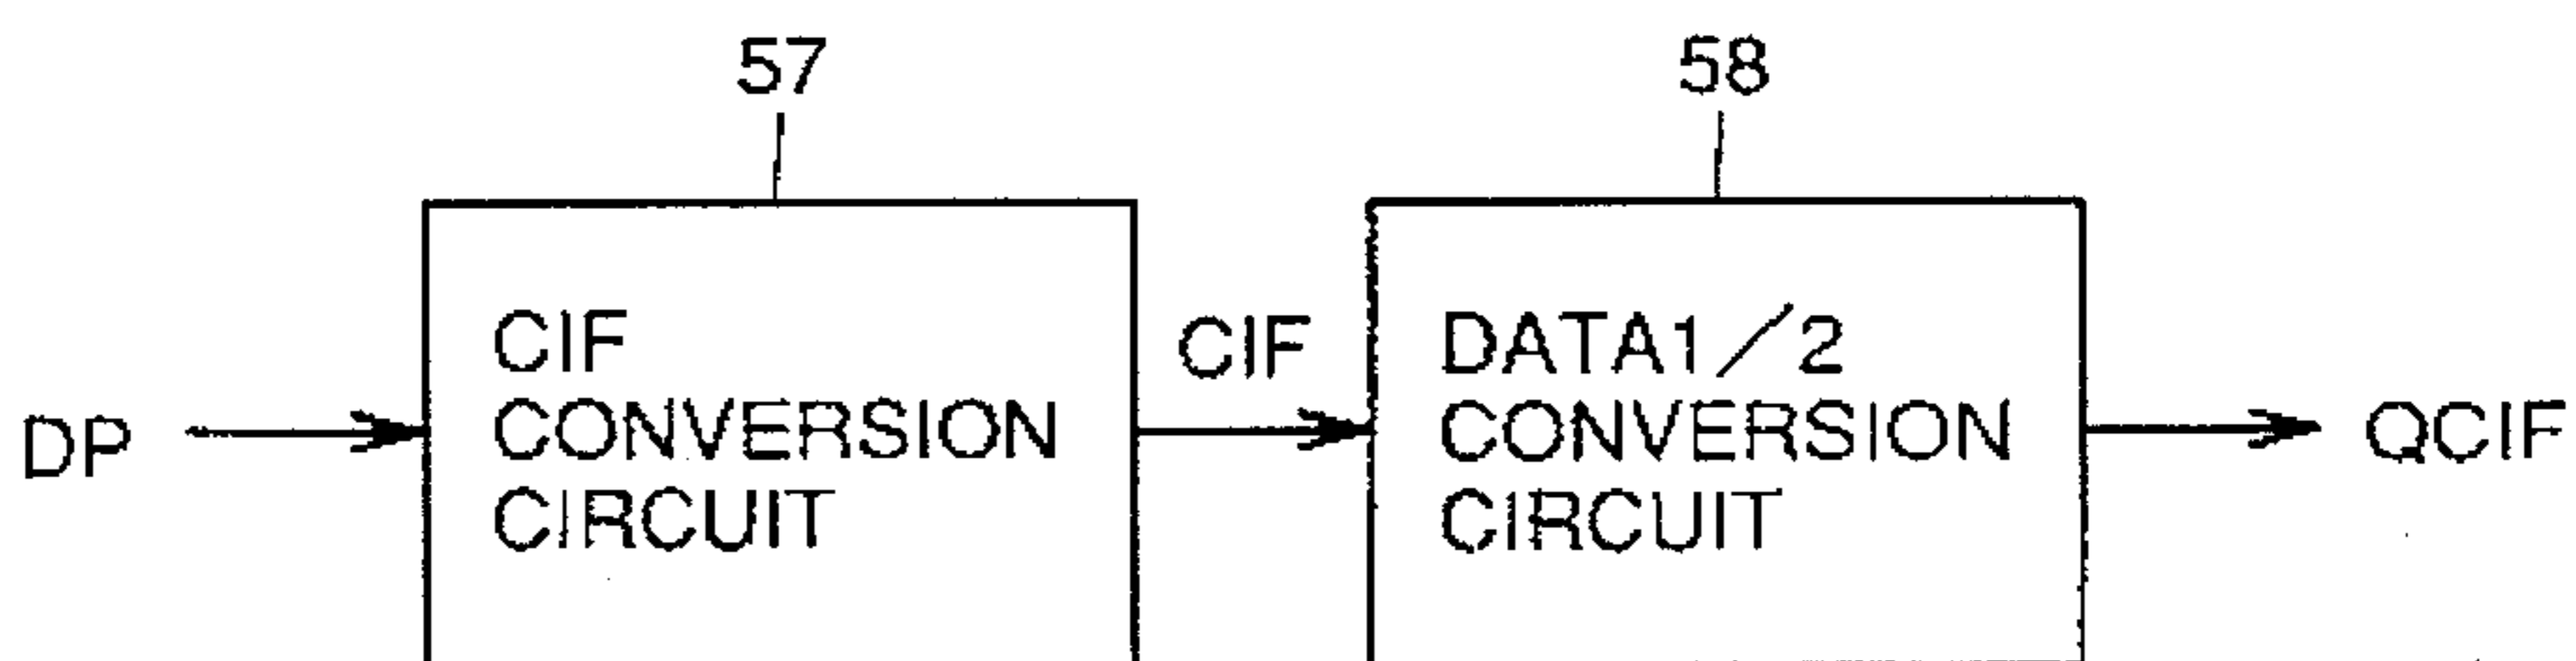 57
58
CIF
CONVERSION
CIRCUIT
CIF
DATA1/2
CONVERSION
CIRCUIT
DP
QCIF